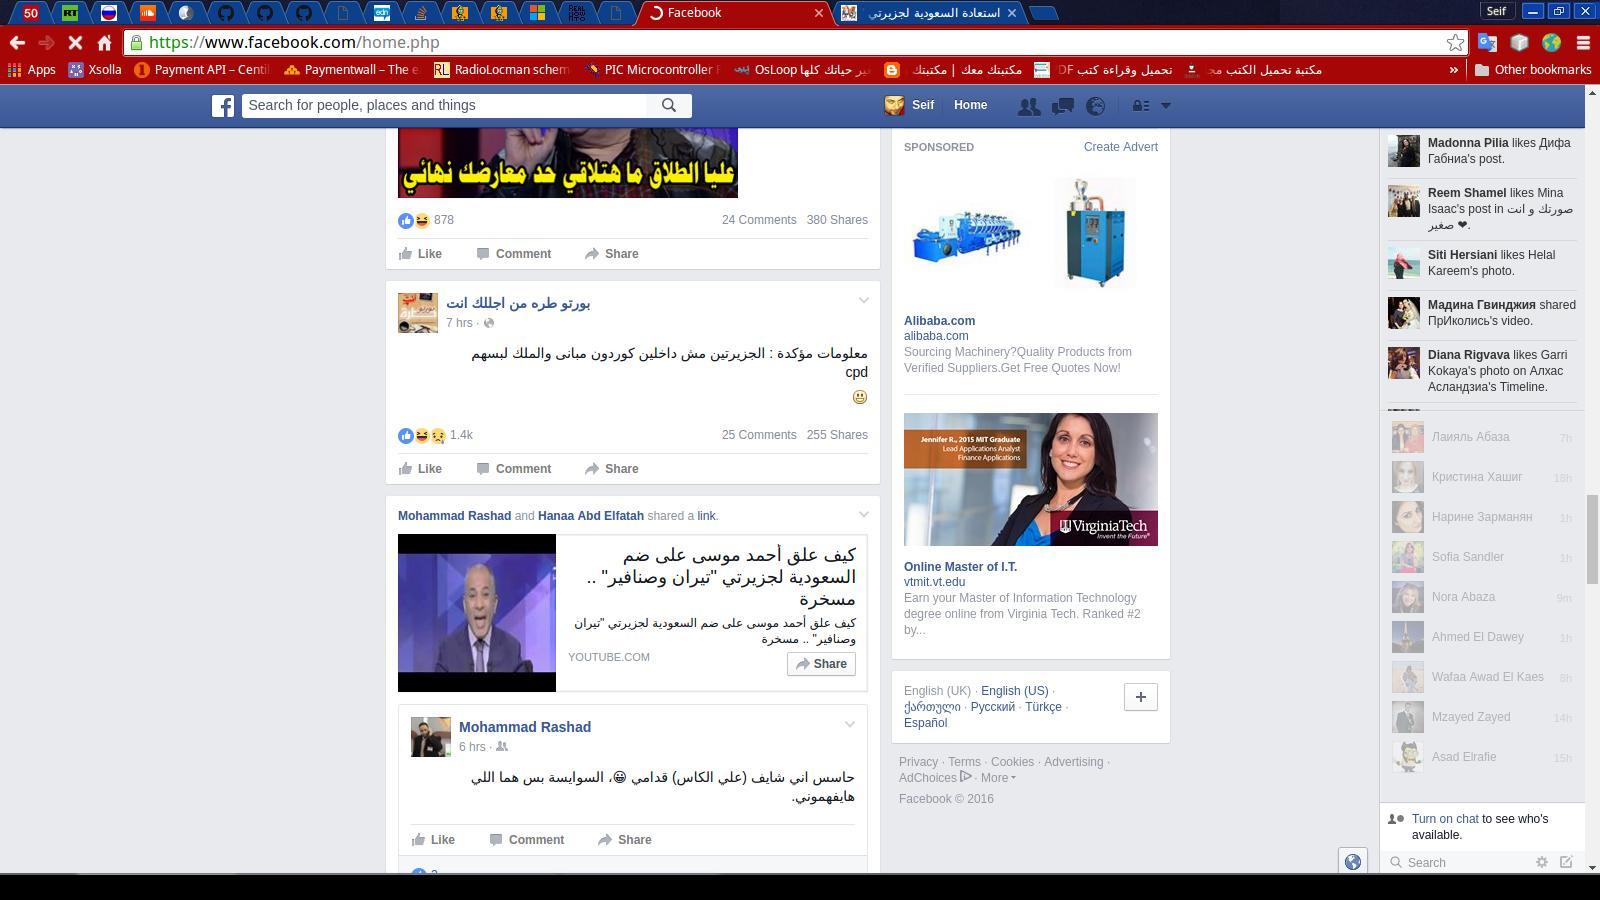 50
RT
edn
REAL
HOW
TO
Facebook
استعادة السعودية لجزيرتي
Seif
https://www.facebook.com/home.php
Apps
Xsolla
Payment API – Centi
Paymentwall – The e
RadioLocman schem
PIC Microcontroller F
OsLoop غير حياتك كلها
مكتبتك معك | مكتبتك
تحميل وقراءة كتب DF
مكتبة تحميل الكتب مج
»
Other bookmarks
Search for people, places and things
Seif
Home
عليا الطلاق ما هتلاقي حد معارضك نهائي
878
24 Comments 380 Shares
Like Comment Share
بورتو طره من اجللك انت
7 hrs ·
معلومات مؤكدة : الجزيرتين مش داخلين كوردون مبانى والملك لبسهم
cpd
1.4k
25 Comments 255 Shares
Like Comment Share
Mohammad Rashad and Hanaa Abd Elfatah shared a link.
كيف علق أحمد موسى على ضم
السعودية لجزيرتي "تيران وصنافير" ..
مسخرة
كيف علق أحمد موسى على ضم السعودية لجزيرتي "تيران
وصنافير" .. مسخرة
YOUTUBE.COM
Share
Mohammad Rashad
6 hrs ·
حاسس اني شايف (علي الكاس) قدامي 😀، السوايسة بس هما اللي
هايفهموني.
Like Comment Share
SPONSORED
Create Advert
Alibaba.com
alibaba.com
Sourcing Machinery?Quality Products from
Verified Suppliers.Get Free Quotes Now!
Jennifer R., 2015 MIT Graduate
Lead Applications Analyst
Finance Applications
VirginiaTech
Invent the Future
Online Master of I.T.
vtmit.vt.edu
Earn your Master of Information Technology
degree online from Virginia Tech. Ranked #2
by...
English (UK) · English (US) ·
ქართული · Русский · Türkçe ·
Español
+
Privacy · Terms · Cookies · Advertising ·
AdChoices · More
Facebook © 2016
Madonna Pilia likes Дифа
Габниа's post.
Reem Shamel likes Mina
Isaac's post in صورتك و انت
صغير ❤.
Siti Hersiani likes Helal
Kareem's photo.
Мадина Гвинджия shared
ПрИколись's video.
Diana Rigvava likes Garri
Kokaya's photo on Алхас
Асландзиа's Timeline.
Лаияль Абаза 7h
Кристина Хашиг 18h
Нарине Зарманян 1h
Sofia Sandler 1h
Nora Abaza 9m
Ahmed El Dawey 1h
Wafaa Awad El Kaes 8h
Mzayed Zayed 14h
Asad Elrafie 15h
Turn on chat to see who's
available.
Search